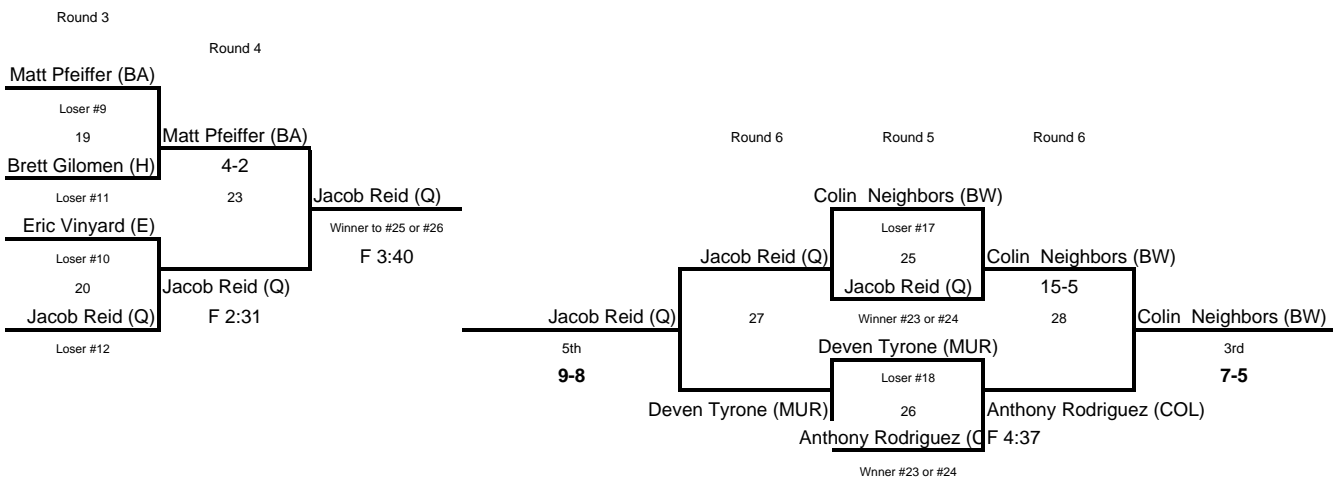 Round 3
Round 4
Matt Pfeiffer (BA)
Loser #9
19
Matt Pfeiffer (BA)
Brett Gilomen (H)
4-2
Loser #11
23
Jacob Reid (Q)
Eric Vinyard (E)
Winner to #25 or #26
Loser #10
F 3:40
20
Jacob Reid (Q)
Jacob Reid (Q)
F 2:31
Loser #12
Round 6
Round 5
Round 6
Colin Neighbors (BW)
Loser #17
Jacob Reid (Q)
25
Colin Neighbors (BW)
Jacob Reid (Q)
15-5
Jacob Reid (Q)
27
Winner #23 or #24
28
Colin Neighbors (BW)
5th
Deven Tyrone (MUR)
3rd
9-8
Loser #18
7-5
Deven Tyrone (MUR)
26
Anthony Rodriguez (COL)
Anthony Rodriguez (C
F 4:37
Wnner #23 or #24